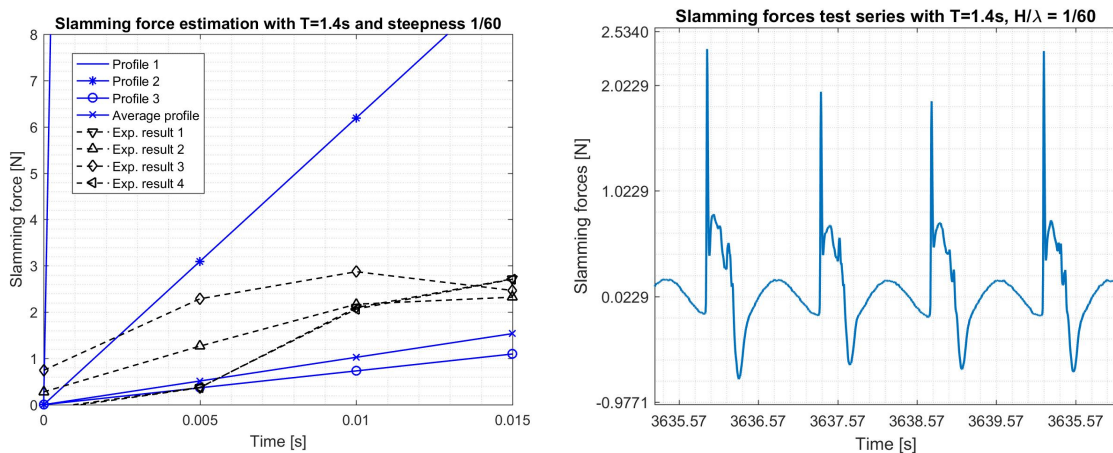 Slamming force estimation with T=1.4s and steepness 1/60
8
7
6
5
4
3
2
1
0
Slamming force [N]
Profile 1
Profile 2
Profile 3
Average profile
Exp. result 1
Exp. result 2
Exp. result 3
Exp. result 4
0
0.005
0.01
0.015
Time [s]
Slamming forces test series with T=1.4s, H/λ = 1/60
2.5340
2.0229
1.0229
0.0229
-0.9771
Slamming forces [N]
3635.57
3636.57
3637.57
3638.57
3639.57
3635.57
Time [s]